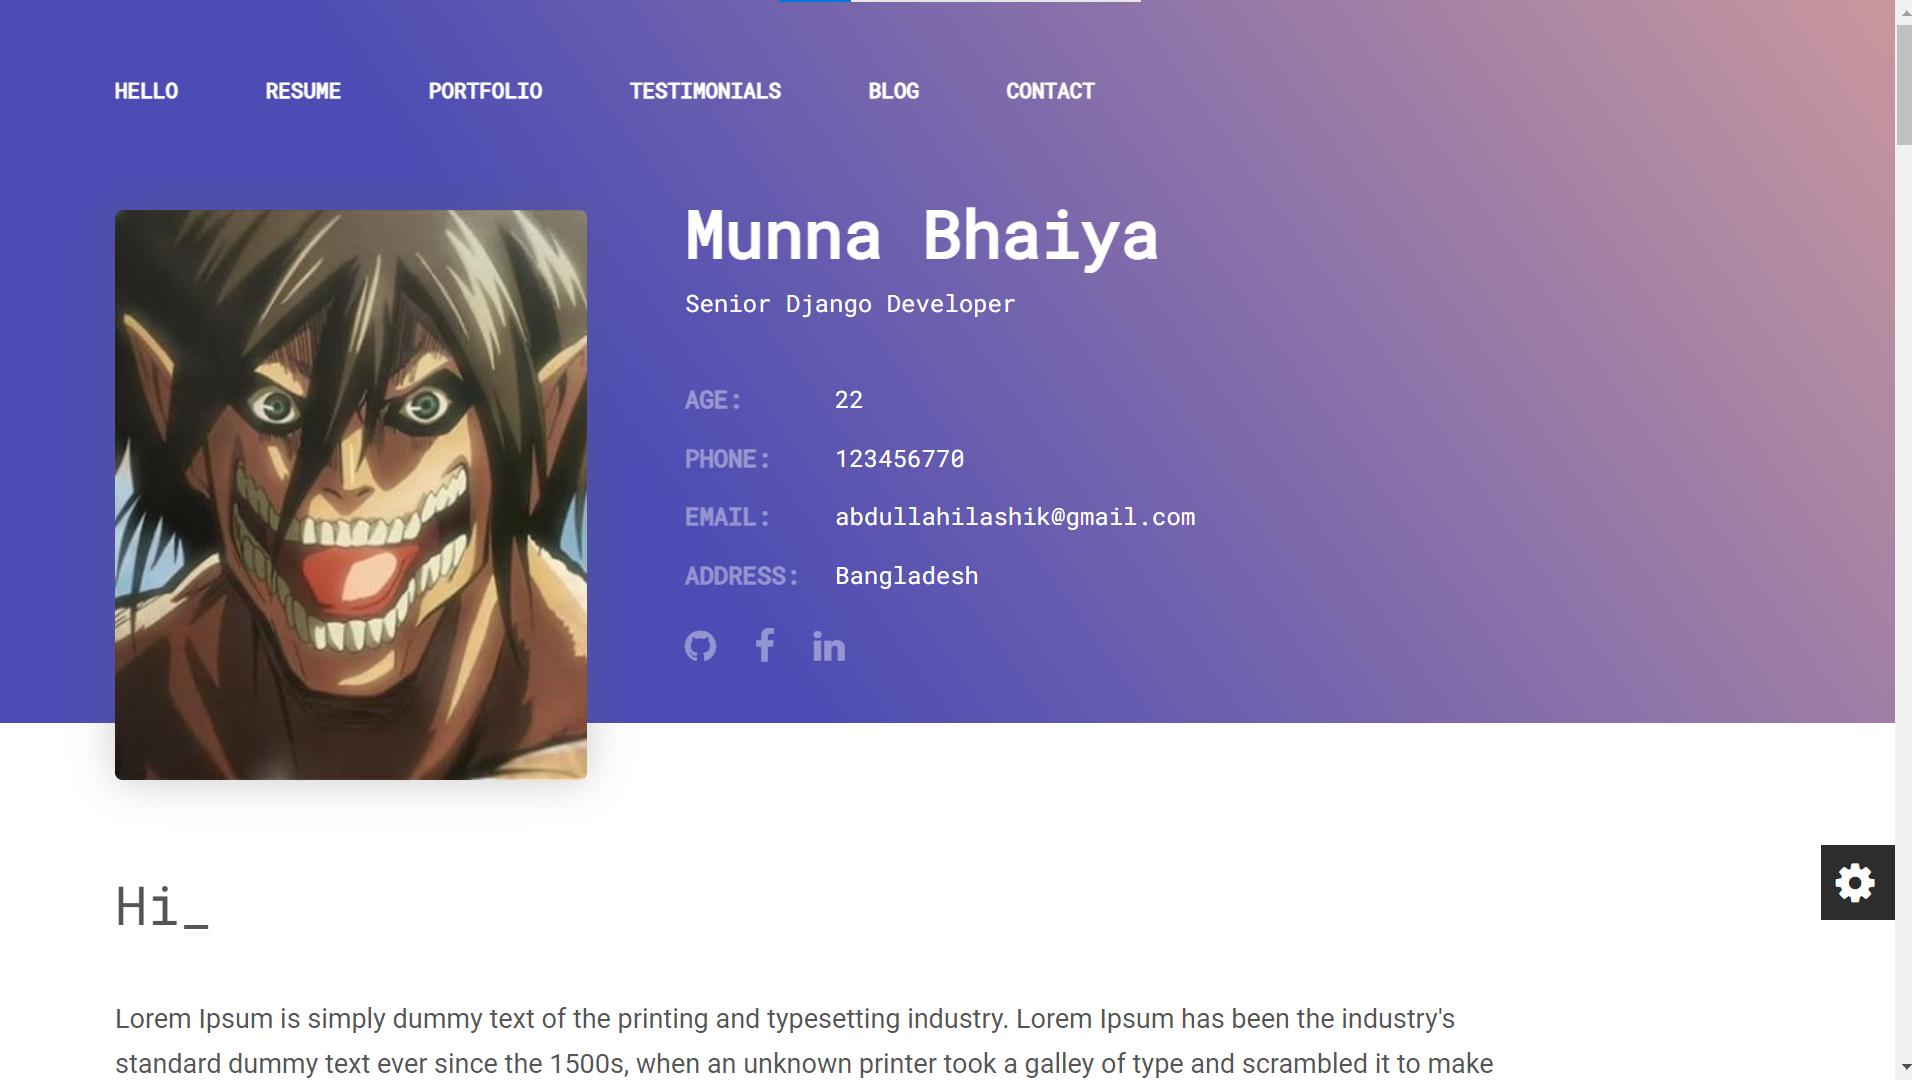 HELLO RESUME PORTFOLIO TESTIMONIALS BLOG CONTACT
Munna Bhaiya
Senior Django Developer
AGE: 22
PHONE: 123456770
EMAIL: abdullahilashik@gmail.com
ADDRESS: Bangladesh
Hi_
Lorem Ipsum is simply dummy text of the printing and typesetting industry. Lorem Ipsum has been the industry's
standard dummy text ever since the 1500s, when an unknown printer took a galley of type and scrambled it to make